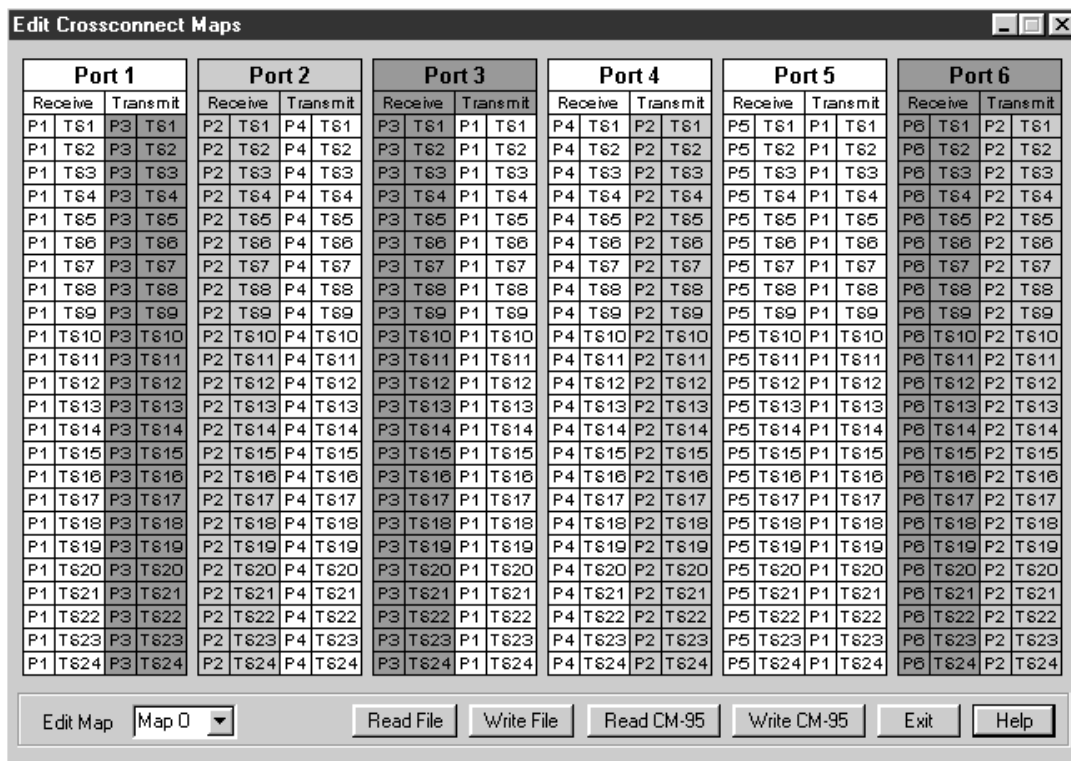 Edit Crossconnect Maps
Port 1 Port 2 Port 3 Port 4 Port 5 Port 6
Receive Transmit Receive Transmit Receive Transmit Receive Transmit Receive Transmit Receive Transmit
P1 TS1 P3 TS1 P2 TS1 P4 TS1 P3 TS1 P1 TS1 P4 TS1 P2 TS1 P5 TS1 P1 TS1 P6 TS1 P2 TS1
P1 TS2 P3 TS2 P2 TS2 P4 TS2 P3 TS2 P1 TS2 P4 TS2 P2 TS2 P5 TS2 P1 TS2 P6 TS2 P2 TS2
P1 TS3 P3 TS3 P2 TS3 P4 TS3 P3 TS3 P1 TS3 P4 TS3 P2 TS3 P5 TS3 P1 TS3 P6 TS3 P2 TS3
P1 TS4 P3 TS4 P2 TS4 P4 TS4 P3 TS4 P1 TS4 P4 TS4 P2 TS4 P5 TS4 P1 TS4 P6 TS4 P2 TS4
P1 TS5 P3 TS5 P2 TS5 P4 TS5 P3 TS5 P1 TS5 P4 TS5 P2 TS5 P5 TS5 P1 TS5 P6 TS5 P2 TS5
P1 TS6 P3 TS6 P2 TS6 P4 TS6 P3 TS6 P1 TS6 P4 TS6 P2 TS6 P5 TS6 P1 TS6 P6 TS6 P2 TS6
P1 TS7 P3 TS7 P2 TS7 P4 TS7 P3 TS7 P1 TS7 P4 TS7 P2 TS7 P5 TS7 P1 TS7 P6 TS7 P2 TS7
P1 TS8 P3 TS8 P2 TS8 P4 TS8 P3 TS8 P1 TS8 P4 TS8 P2 TS8 P5 TS8 P1 TS8 P6 TS8 P2 TS8
P1 TS9 P3 TS9 P2 TS9 P4 TS9 P3 TS9 P1 TS9 P4 TS9 P2 TS9 P5 TS9 P1 TS9 P6 TS9 P2 TS9
P1 TS10 P3 TS10 P2 TS10 P4 TS10 P3 TS10 P1 TS10 P4 TS10 P2 TS10 P5 TS10 P1 TS10 P6 TS10 P2 TS10
P1 TS11 P3 TS11 P2 TS11 P4 TS11 P3 TS11 P1 TS11 P4 TS11 P2 TS11 P5 TS11 P1 TS11 P6 TS11 P2 TS11
P1 TS12 P3 TS12 P2 TS12 P4 TS12 P3 TS12 P1 TS12 P4 TS12 P2 TS12 P5 TS12 P1 TS12 P6 TS12 P2 TS12
P1 TS13 P3 TS13 P2 TS13 P4 TS13 P3 TS13 P1 TS13 P4 TS13 P2 TS13 P5 TS13 P1 TS13 P6 TS13 P2 TS13
P1 TS14 P3 TS14 P2 TS14 P4 TS14 P3 TS14 P1 TS14 P4 TS14 P2 TS14 P5 TS14 P1 TS14 P6 TS14 P2 TS14
P1 TS15 P3 TS15 P2 TS15 P4 TS15 P3 TS15 P1 TS15 P4 TS15 P2 TS15 P5 TS15 P1 TS15 P6 TS15 P2 TS15
P1 TS16 P3 TS16 P2 TS16 P4 TS16 P3 TS16 P1 TS16 P4 TS16 P2 TS16 P5 TS16 P1 TS16 P6 TS16 P2 TS16
P1 TS17 P3 TS17 P2 TS17 P4 TS17 P3 TS17 P1 TS17 P4 TS17 P2 TS17 P5 TS17 P1 TS17 P6 TS17 P2 TS17
P1 TS18 P3 TS18 P2 TS18 P4 TS18 P3 TS18 P1 TS18 P4 TS18 P2 TS18 P5 TS18 P1 TS18 P6 TS18 P2 TS18
P1 TS19 P3 TS19 P2 TS19 P4 TS19 P3 TS19 P1 TS19 P4 TS19 P2 TS19 P5 TS19 P1 TS19 P6 TS19 P2 TS19
P1 TS20 P3 TS20 P2 TS20 P4 TS20 P3 TS20 P1 TS20 P4 TS20 P2 TS20 P5 TS20 P1 TS20 P6 TS20 P2 TS20
P1 TS21 P3 TS21 P2 TS21 P4 TS21 P3 TS21 P1 TS21 P4 TS21 P2 TS21 P5 TS21 P1 TS21 P6 TS21 P2 TS21
P1 TS22 P3 TS22 P2 TS22 P4 TS22 P3 TS22 P1 TS22 P4 TS22 P2 TS22 P5 TS22 P1 TS22 P6 TS22 P2 TS22
P1 TS23 P3 TS23 P2 TS23 P4 TS23 P3 TS23 P1 TS23 P4 TS23 P2 TS23 P5 TS23 P1 TS23 P6 TS23 P2 TS23
P1 TS24 P3 TS24 P2 TS24 P4 TS24 P3 TS24 P1 TS24 P4 TS24 P2 TS24 P5 TS24 P1 TS24 P6 TS24 P2 TS24
Edit Map Map 0 Read File Write File Read CM-95 Write CM-95 Exit Help